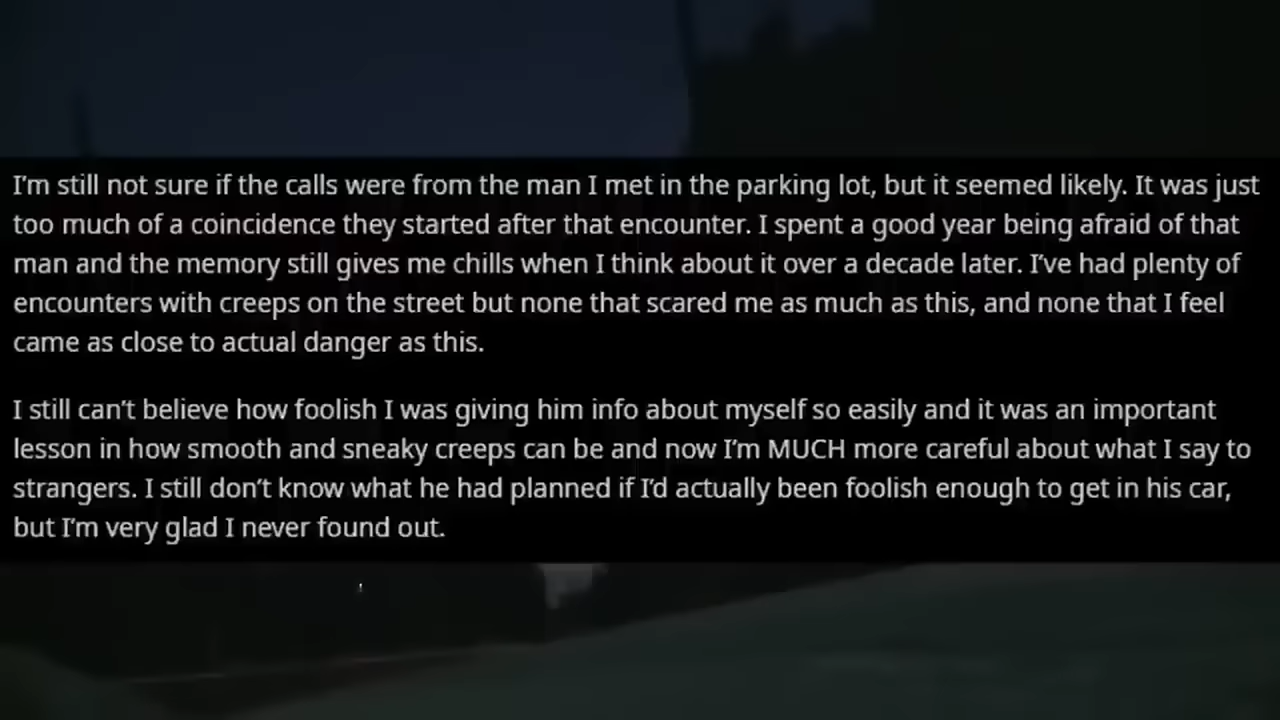 I'm still not sure if the calls were from the man I met in the parking lot, but it seemed likely. It was just
too much of a coincidence they started after that encounter. I spent a good year being afraid of that
man and the memory still gives me chills when I think about it over a decade later. I've had plenty of
encounters with creeps on the street but none that scared me as much as this, and none that I feel
came as close to actual danger as this.
I still can't believe how foolish I was giving him info about myself so easily and it was an important
lesson in how smooth and sneaky creeps can be and now I'm MUCH more careful about what I say to
strangers. I still don't know what he had planned if I'd actually been foolish enough to get in his car,
but I'm very glad I never found out.